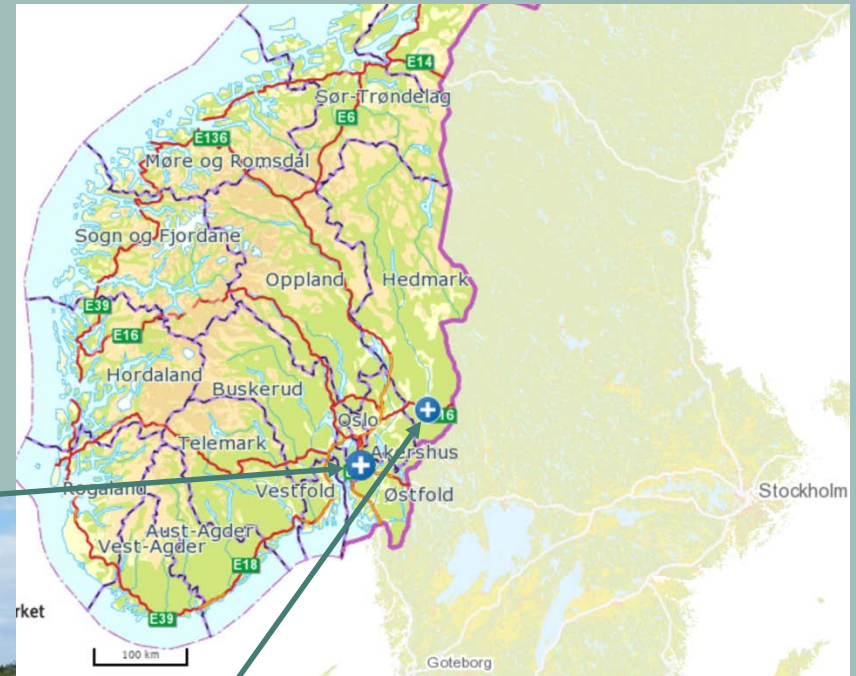 E14
Sør-Trøndelag
E6
E136
Møre og Romsdal
Sogn og Fjordane
Oppland
Hedmark
E39
E16
Hordaland
Buskerud
Oslo
16
Telemark
Akershus
Rogaland
Vestfold
Østfold
Stockholm
Aust-Agder
Vest-Agder
E18
rket
E39
100 km
Goteborg